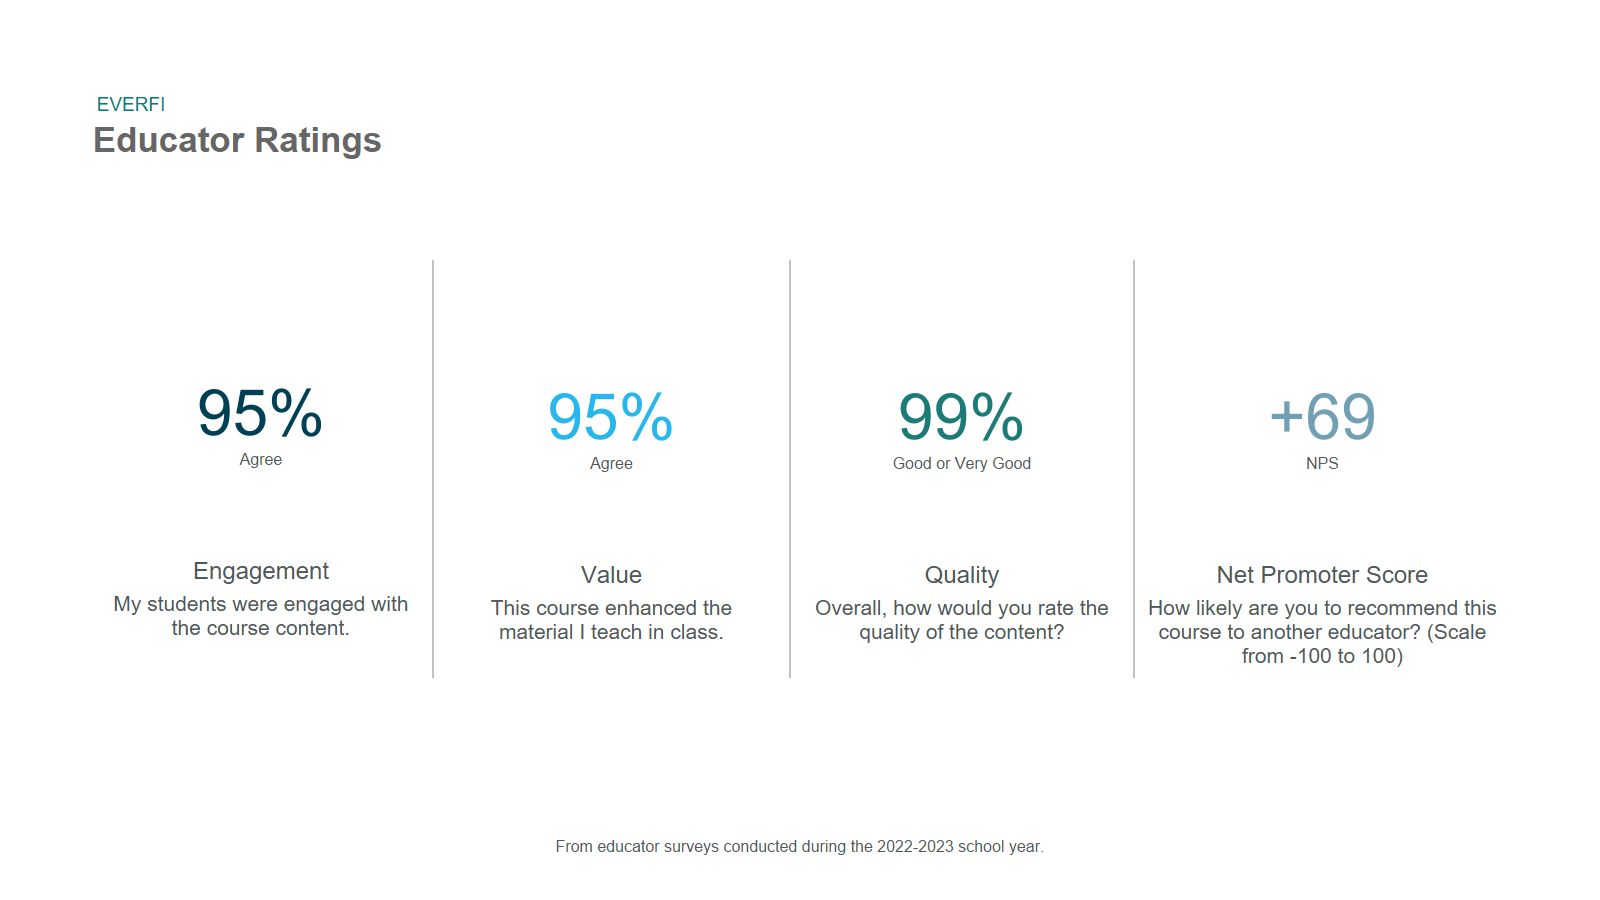 EVERFI
Educator Ratings
95%
Agree
Engagement
My students were engaged with
the course content.
95%
Agree
Value
This course enhanced the
material I teach in class.
99%
Good or Very Good
Quality
Overall, how would you rate the
quality of the content?
+69
NPS
Net Promoter Score
How likely are you to recommend this
course to another educator? (Scale
from -100 to 100)
From educator surveys conducted during the 2022-2023 school year.